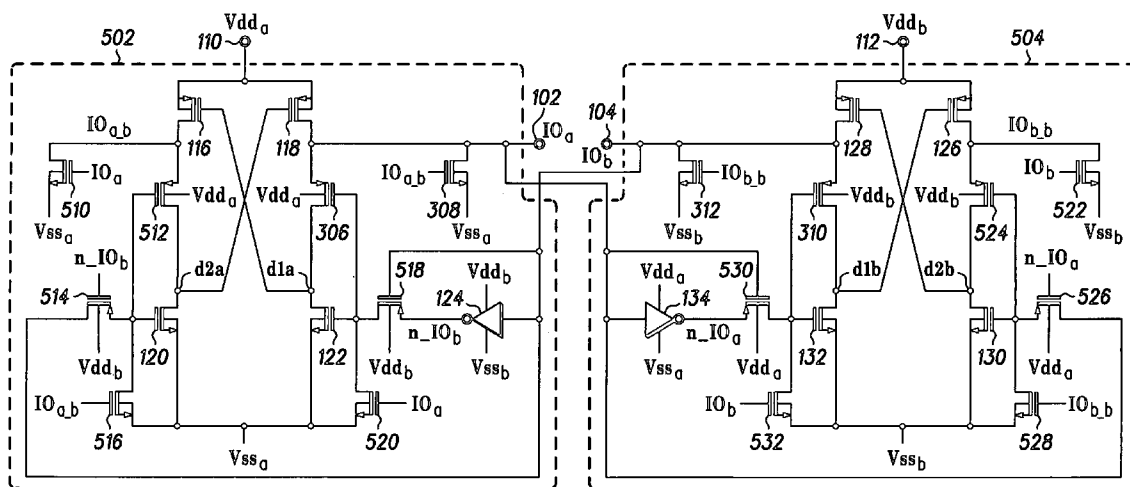 502
Vdd_a
110
Vdd_b
112
504
102
IO_a
104
IO_b
IO_a_b
116
118
128
126
IO_b_b
IO_a
510
Vss_a
Vdd_a
512
Vdd_a
306
IO_a_b
308
Vss_a
IO_b_b
312
Vss_b
310
Vdd_b
Vdd_b
524
IO_b
522
Vss_b
n_IO_b
514
d2a
d1a
518
Vdd_b
124
Vdd_a
134
530
d1b
d2b
n_IO_a
526
120
122
n_IO_b
n_IO_a
132
130
Vdd_b
Vdd_b
Vss_b
Vss_a
Vdd_a
Vdd_a
IO_a_b
516
IO_a
520
IO_b
532
IO_b_b
528
Vss_a
Vss_b